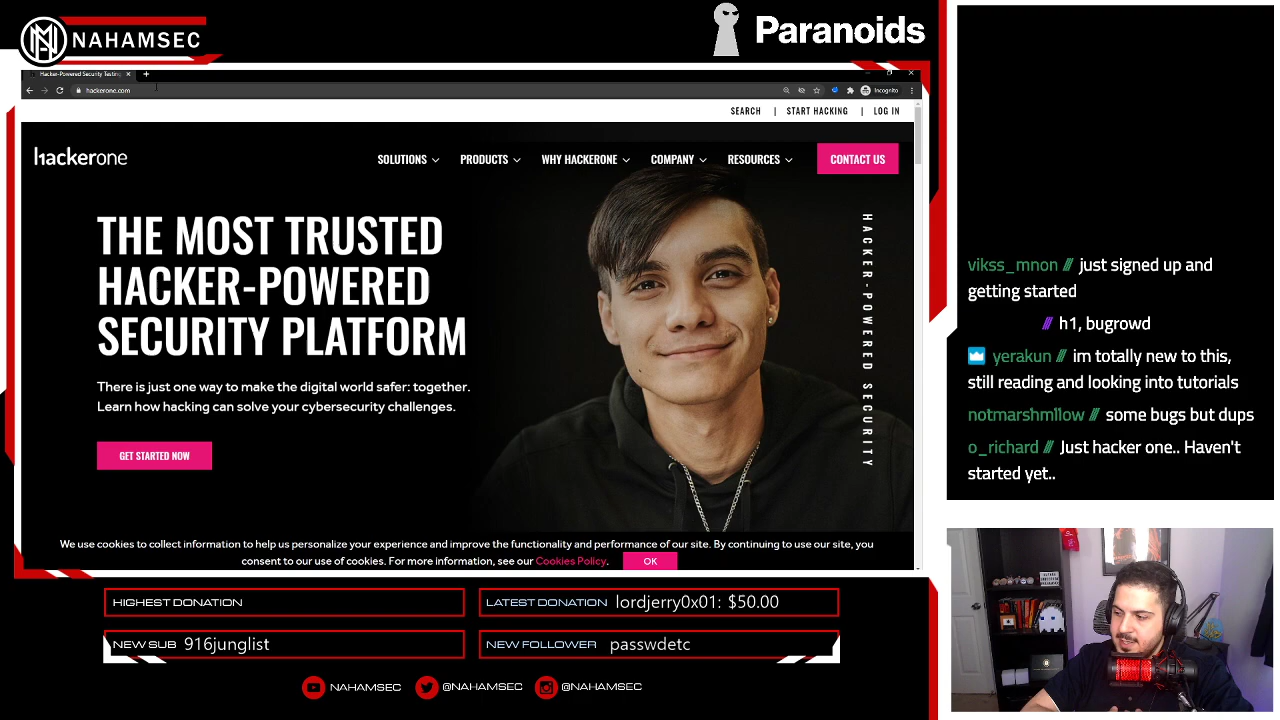 NAHAMSEC
Paranoids
Hacker-Powered Security Testing
hackerone.com
Incognito
SEARCH | START HACKING | LOG IN
hackerone
SOLUTIONS
PRODUCTS
WHY HACKERONE
COMPANY
RESOURCES
CONTACT US
THE MOST TRUSTED
HACKER-POWERED
SECURITY PLATFORM
There is just one way to make the digital world safer: together.
Learn how hacking can solve your cybersecurity challenges.
GET STARTED NOW
HACKER-POWERED SECURITY
We use cookies to collect information to help us personalize your experience and improve the functionality and performance of our site. By continuing to use our site, you
consent to our use of cookies. For more information, see our Cookies Policy.
OK
vikss_mnon /// just signed up and
getting started
/// h1, bugrowd
yerakun /// im totally new to this,
still reading and looking into tutorials
notmarshm1low /// some bugs but dups
o_richard /// Just hacker one.. Haven't
started yet..
HIGHEST DONATION
LATEST DONATION lordjerry0x01: $50.00
NEW SUB 916junglist
NEW FOLLOWER passwdetc
NAHAMSEC
@NAHAMSEC
@NAHAMSEC